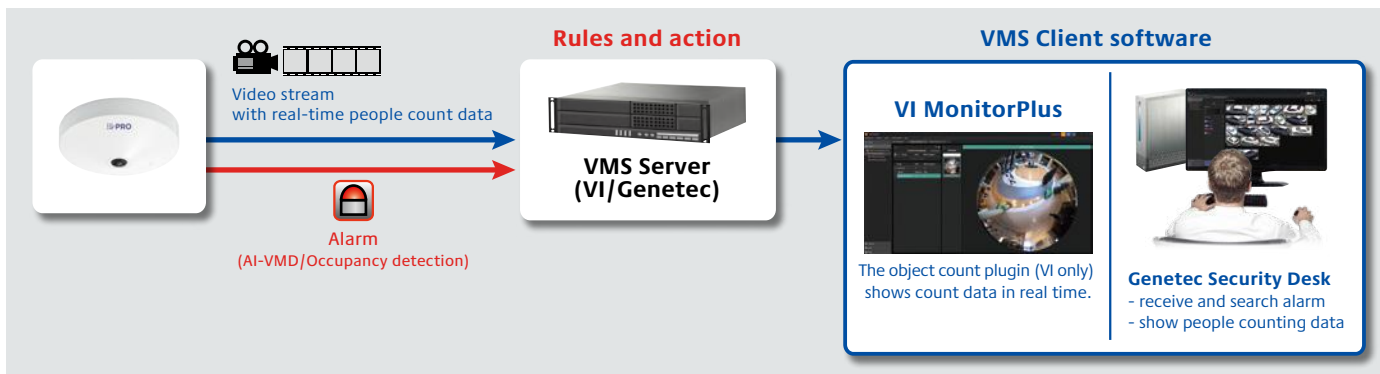 i-PRO
Video stream
with real-time people count data
Alarm
(AI-VMD/Occupancy detection)
Rules and action
VMS Server
(VI/Genetec)
VMS Client software
VI MonitorPlus
The object count plugin (VI only)
shows count data in real time.
Genetec Security Desk
- receive and search alarm
- show people counting data